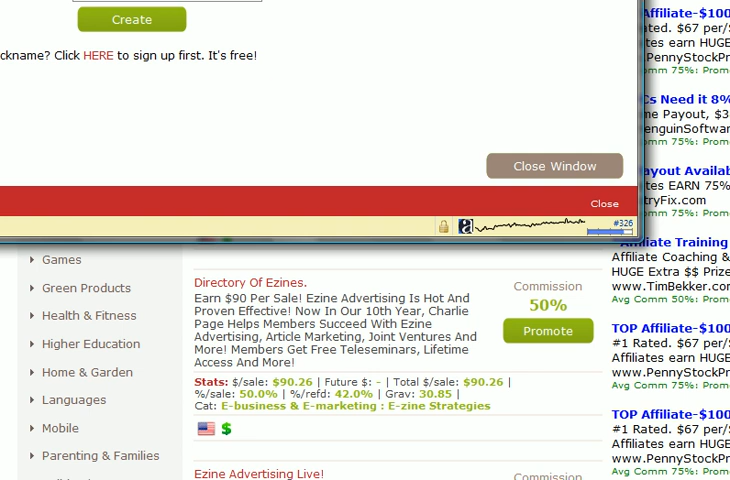 Create
ckname? Click HERE to sign up first. It's free!
Close Window
Close
#326
Games
Green Products
Health & Fitness
Higher Education
Home & Garden
Languages
Mobile
Parenting & Families
Directory Of Ezines.
Earn $90 Per Sale! Ezine Advertising Is Hot And
Proven Effective! Now In Our 10th Year, Charlie
Page Helps Members Succeed With Ezine
Advertising, Article Marketing, Joint Ventures And
More! Members Get Free Teleseminars, Lifetime
Access And More!
Stats: $/sale: $90.26 | Future $: - | Total $/sale: $90.26 |
%/sale: 50.0% | %/refd: 42.0% | Grav: 30.85 |
Cat: E-business & E-marketing : E-zine Strategies
Commission
50%
Promote
Ezine Advertising Live!
Commission
Affiliate-$100
ated. $67 per/S
ates earn HUGE
.PennyStockPr
Comm 75%: Prom
Cs Need it 8%
me Payout, $3
enguinSoftwar
omm 75%: Prom
ayout Availab
tes EARN 75%
tryFix.com
omm 75%: Prom
Affiliate Training
Affiliate Coaching &
HUGE Extra $$ Prize
www.TimBekker.com
Avg Comm 50%: Prom
TOP Affiliate-$100
#1 Rated. $67 per/S
Affiliates earn HUGE
www.PennyStockPr
Avg Comm 75%: Prom
TOP Affiliate-$100
#1 Rated. $67 per/S
Affiliates earn HUGE
www.PennyStockPr
Avg Comm 75%: Prom